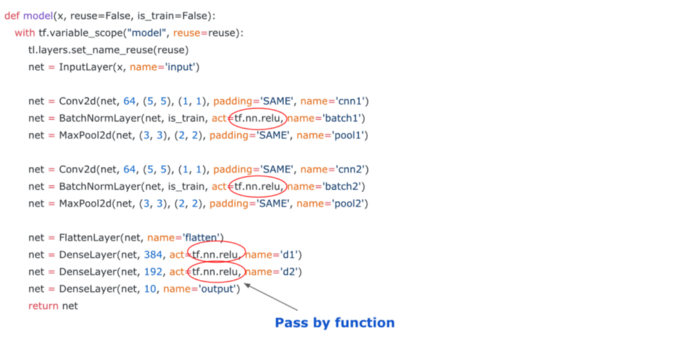 def model(x, reuse=False, is_train=False):
with tf.variable_scope("model", reuse=reuse):
tl.layers.set_name_reuse(reuse)
net = InputLayer(x, name='input')
net = Conv2d(net, 64, (5, 5), (1, 1), padding='SAME', name='cnn1')
net = BatchNormLayer(net, is_train, act=tf.nn.relu, name='batch1')
net = MaxPool2d(net, (3, 3), (2, 2), padding='SAME', name='pool1')
net = Conv2d(net, 64, (5, 5), (1, 1), padding='SAME', name='cnn2')
net = BatchNormLayer(net, is_train, act=tf.nn.relu, name='batch2')
net = MaxPool2d(net, (3, 3), (2, 2), padding='SAME', name='pool2')
net = FlattenLayer(net, name='flatten')
net = DenseLayer(net, 384, act=tf.nn.relu, name='d1')
net = DenseLayer(net, 192, act=tf.nn.relu, name='d2')
net = DenseLayer(net, 10, name='output')
return net
Pass by function